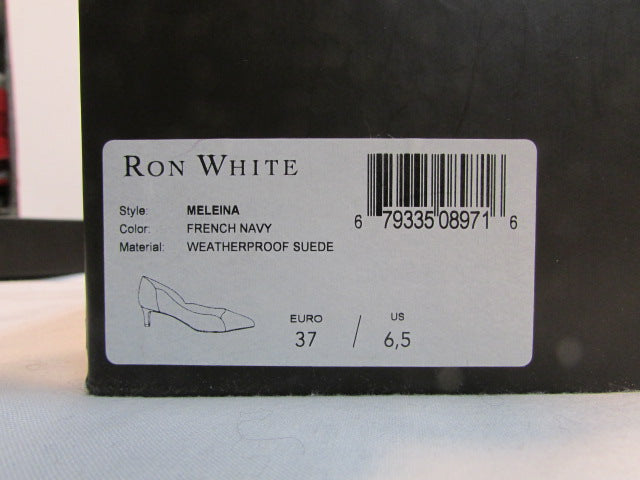 RON WHITE
Style: MELEINA
Color: FRENCH NAVY
Material: WEATHERPROOF SUEDE
6 79335 08971 6
EURO / US
37 6,5